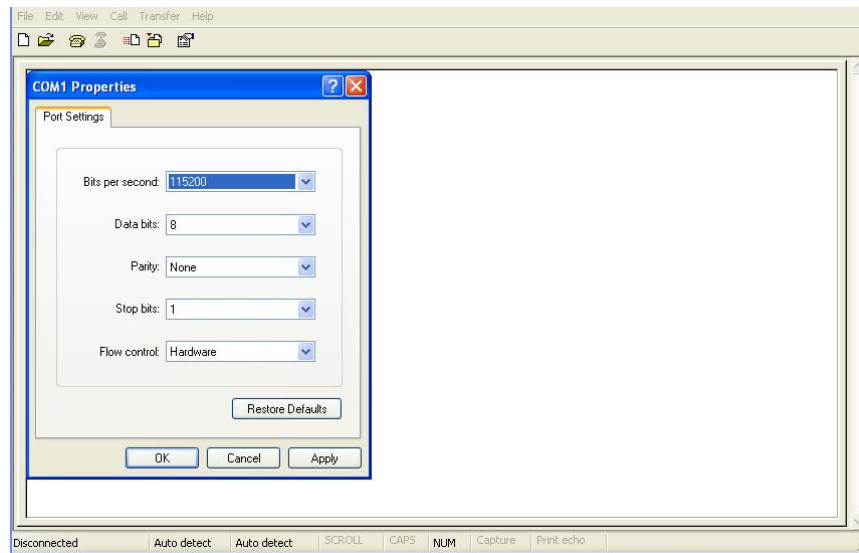 File Edit View Call Transfer Help
COM1 Properties
Port Settings
Bits per second: 115200
Data bits: 8
Parity: None
Stop bits: 1
Flow control: Hardware
Restore Defaults
OK Cancel Apply
Disconnected Auto detect Auto detect SCROLL CAPS NUM Capture Print echo